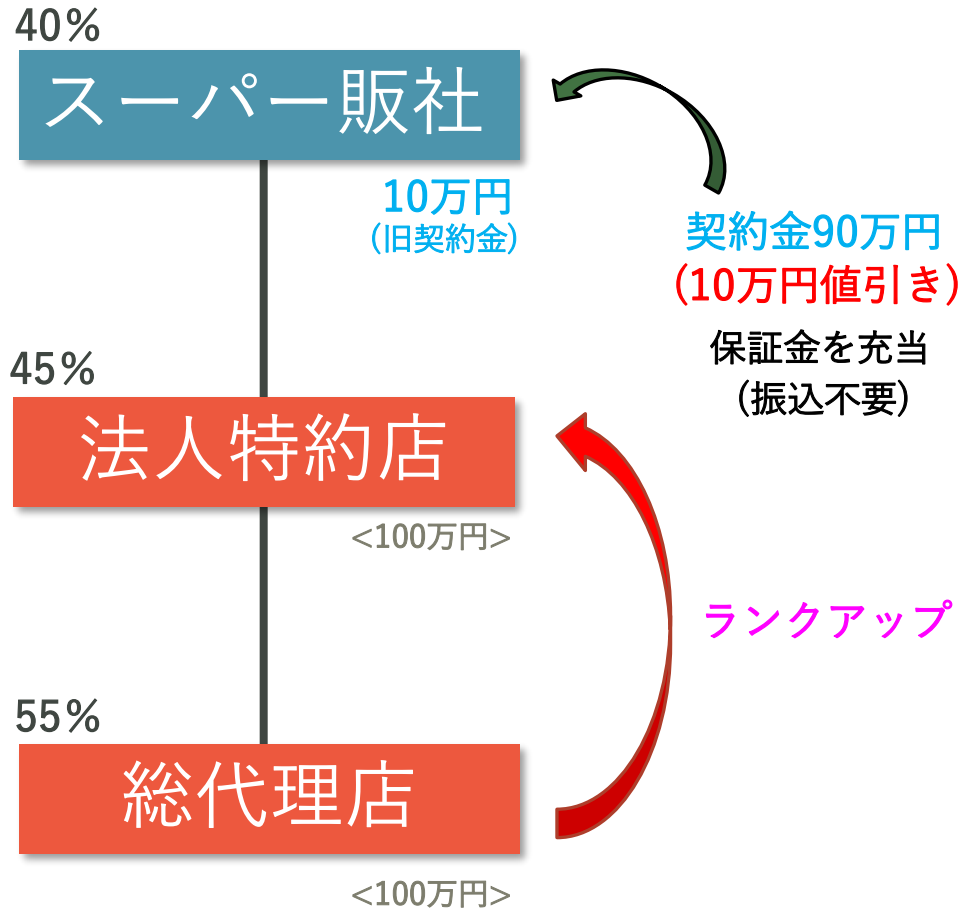 40%
スーパー販社
10万円
(旧契約金)
契約金90万円
(10万円値引き)
保証金を充当
(振込不要)
45%
法人特約店
<100万円>
ランクアップ
55%
総代理店
<100万円>